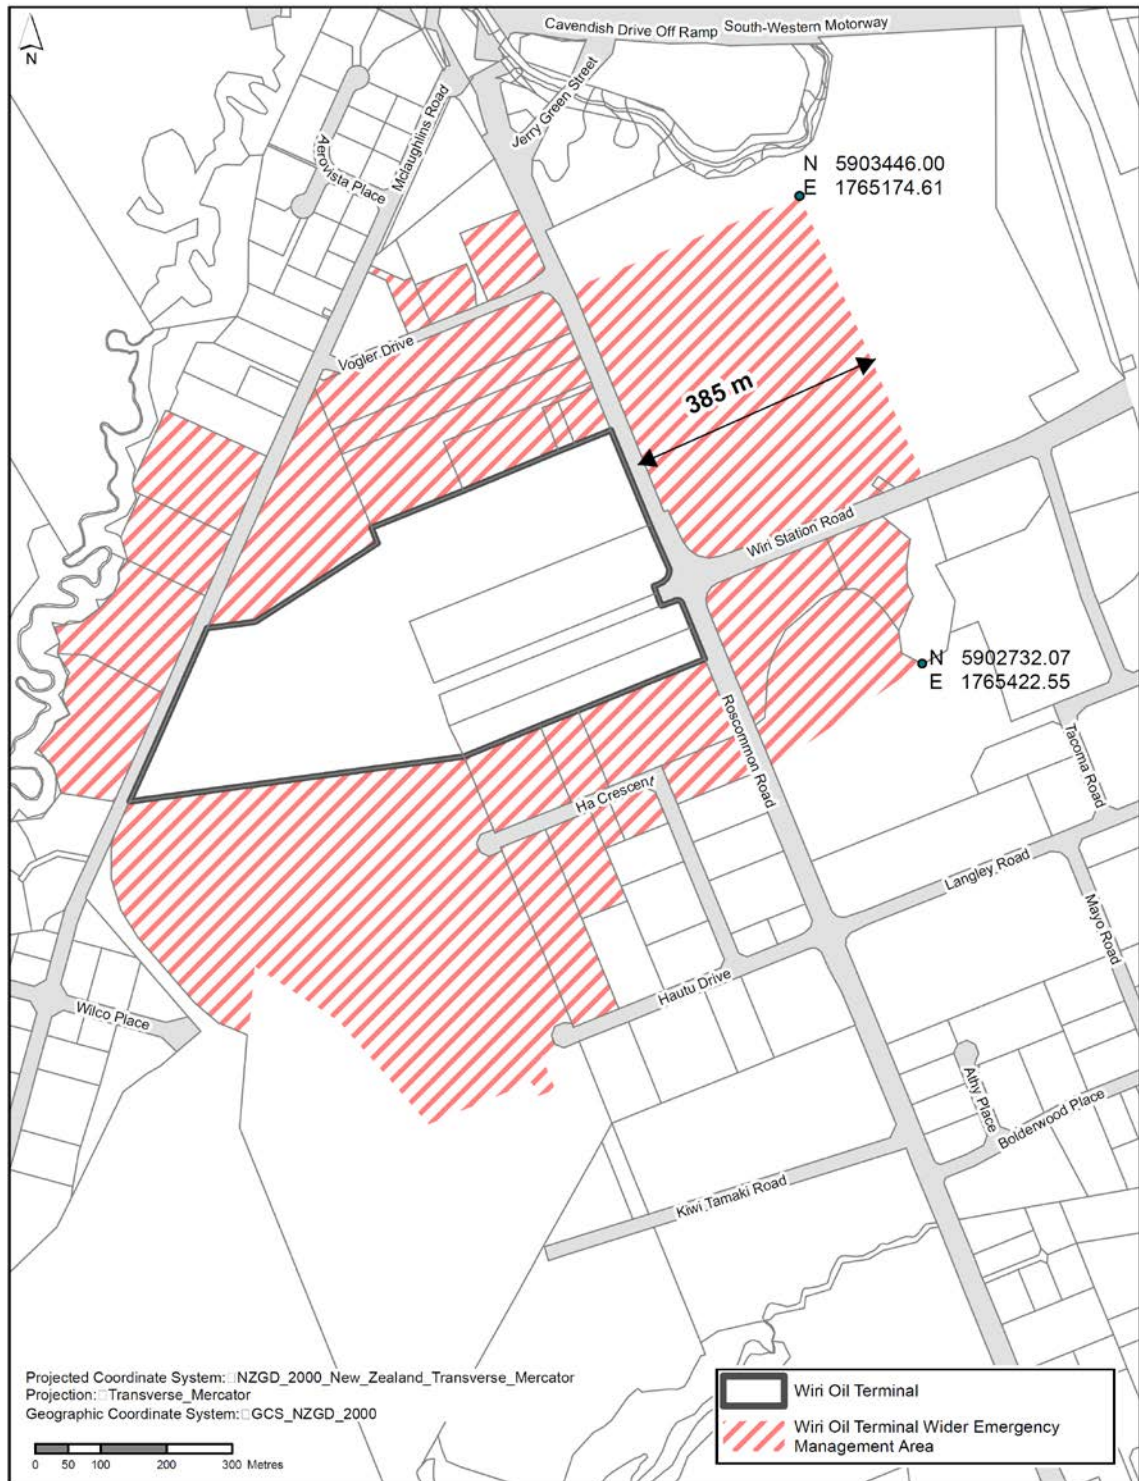 Cavendish Drive Off Ramp
South-Western Motorway
N
Jerry Green Street
Mclaughlins Road
Aerovista Place
N 5903446.00
E 1765174.61
Vogler Drive
385 m
Wiri Station Road
N 5902732.07
E 1765422.55
Roscommon Road
Tacoma Road
Ha Crescent
Langley Road
Mayo Road
Hautu Drive
Wilco Place
Athy Place
Bolderwood Place
Kiwi Tamaki Road
Projected Coordinate System: NZGD_2000_New_Zealand_Transverse_Mercator
Projection: Transverse_Mercator
Geographic Coordinate System: GCS_NZGD_2000
0 50 100 200 300 Metres
Wiri Oil Terminal
Wiri Oil Terminal Wider Emergency
Management Area